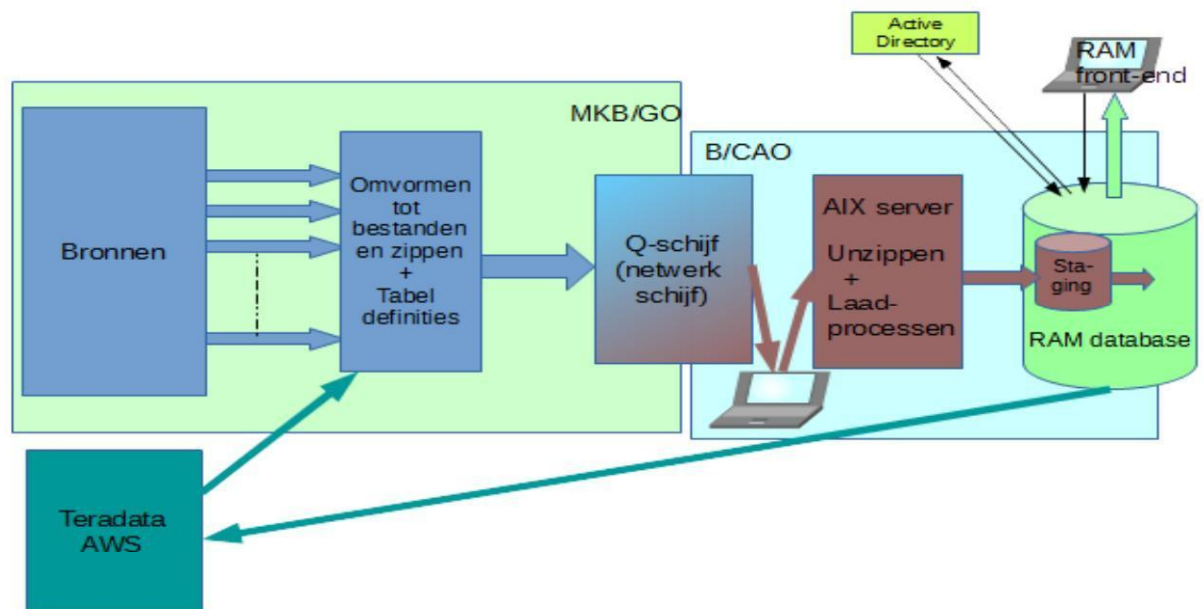 Active
Directory
RAM
front-end
MKB/GO
B/CAO
Bronnen
Omvormen
tot
bestanden
en zippen
+
Tabel
definities
Q-schijf
(netwerk
schijf)
AIX server
Unzippen
+
Laad-
processen
Sta-
ging
RAM database
Teradata
AWS